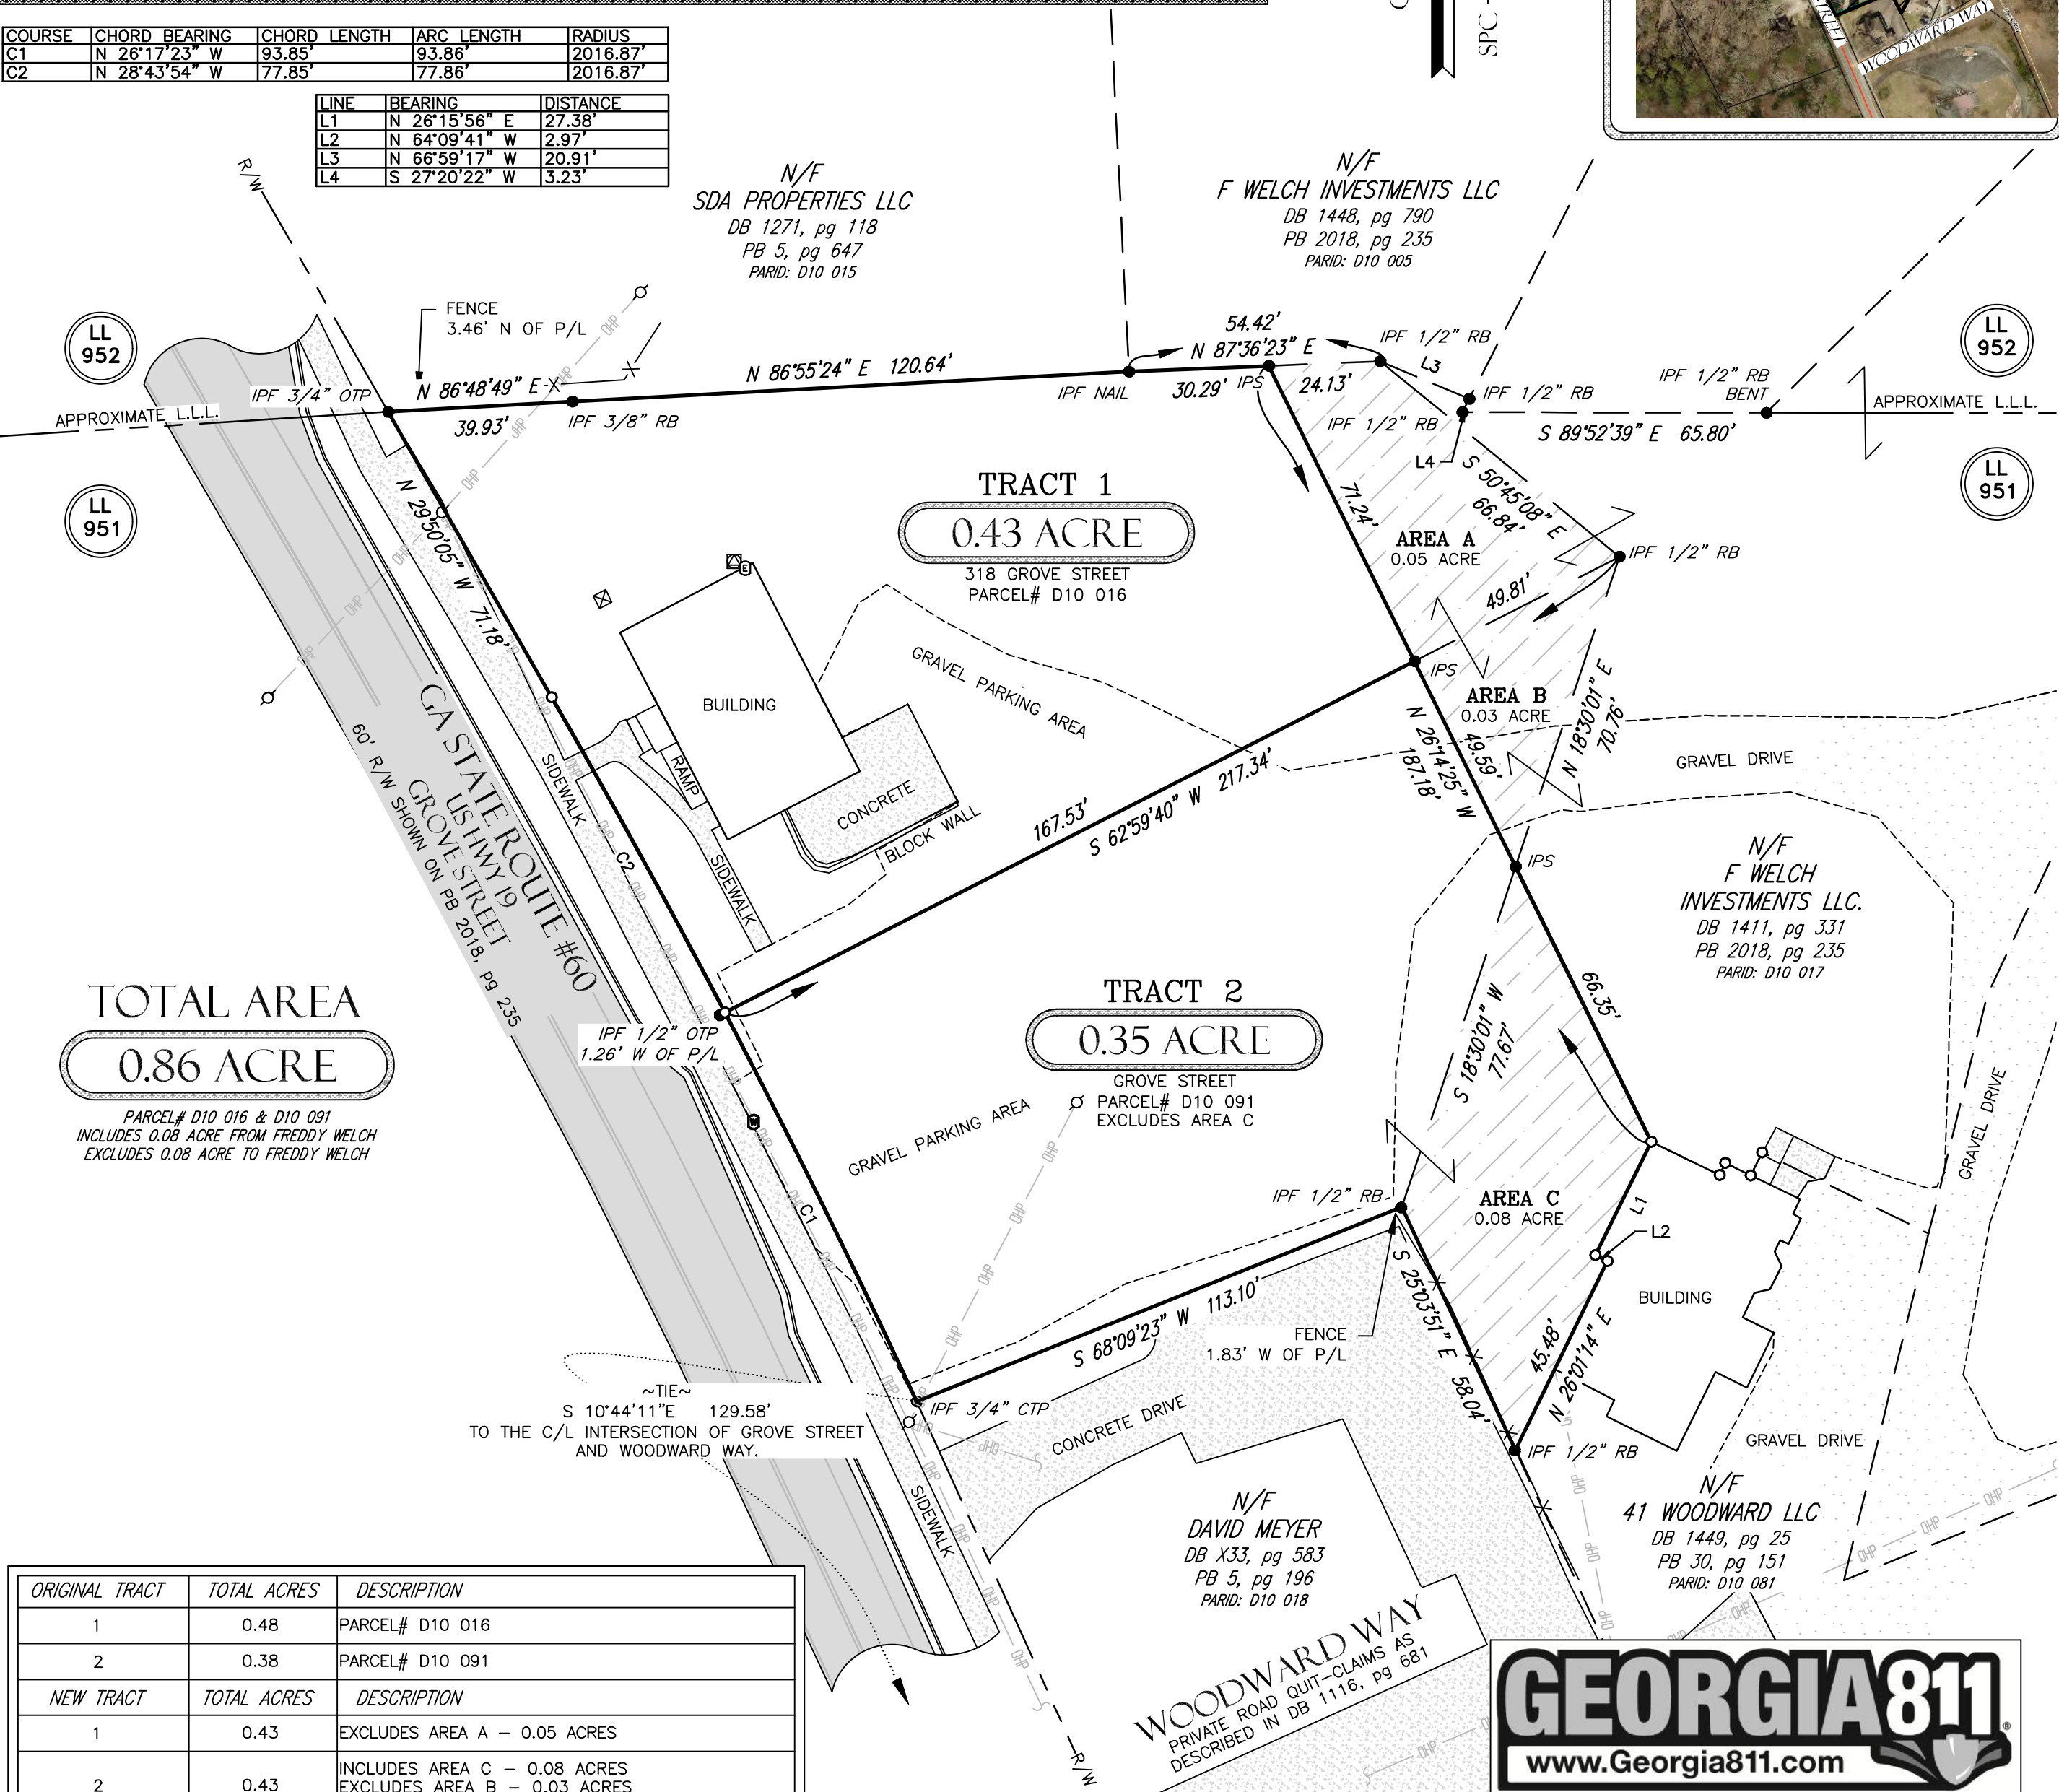 COURSE CHORD BEARING CHORD LENGTH ARC LENGTH RADIUS
C1 N 26°17'23" W 93.85' 93.86' 2016.87'
C2 N 28°43'54" W 77.85' 77.86' 2016.87'
LINE BEARING DISTANCE
L1 N 26°15'56" E 27.38'
L2 N 64°09'41" W 2.97'
L3 N 66°59'17" W 20.91'
L4 S 27°20'22" W 3.23'
SPC -
STREET
WOODWARD WAY
R/W
N/F
SDA PROPERTIES LLC
DB 1271, pg 118
PB 5, pg 647
PARID: D10 015
N/F
F WELCH INVESTMENTS LLC
DB 1448, pg 790
PB 2018, pg 235
PARID: D10 005
LL
952
LL
951
LL
952
LL
951
FENCE
3.46' N OF P/L
OHP
IPF 3/4" OTP
APPROXIMATE L.L.L.
N 86°48'49" E
39.93'
IPF 3/8" RB
N 86°55'24" E 120.64'
IPF NAIL
54.42'
N 87°36'23" E
30.29'
IPS
24.13'
IPF 1/2" RB
L3
IPF 1/2" RB
IPF 1/2" RB
L4
IPF 1/2" RB
BENT
APPROXIMATE L.L.L.
S 89°52'39" E 65.80'
S 50°45'08" E
66.84'
IPF 1/2" RB
TRACT 1
0.43 ACRE
318 GROVE STREET
PARCEL# D10 016
71.24'
AREA A
0.05 ACRE
49.81'
IPS
AREA B
0.03 ACRE
N 18°30'01" E
70.76'
N 26°14'25" W
187.18'
49.59'
N 29°50'05" W 71.18'
OHP
OHP
OHP
OHP
E
BUILDING
RAMP
CONCRETE
BLOCK WALL
GRAVEL PARKING AREA
SIDEWALK
SIDEWALK
C2
GA STATE ROUTE #60
US HWY 19
GROVE STREET
60' R/W SHOWN ON PB 2018, pg 235
167.53'
S 62°59'40" W 217.34'
GRAVEL DRIVE
IPS
N/F
F WELCH
INVESTMENTS LLC.
DB 1411, pg 331
PB 2018, pg 235
PARID: D10 017
66.35'
TOTAL AREA
0.86 ACRE
PARCEL# D10 016 & D10 091
INCLUDES 0.08 ACRE FROM FREDDY WELCH
EXCLUDES 0.08 ACRE TO FREDDY WELCH
IPF 1/2" OTP
1.26' W OF P/L
W
TRACT 2
0.35 ACRE
GROVE STREET
PARCEL# D10 091
EXCLUDES AREA C
GRAVEL PARKING AREA
S 18°30'01" W
77.67'
GRAVEL DRIVE
C1
OHP
OHP
OHP
IPF 1/2" RB
AREA C
0.08 ACRE
L1
L2
BUILDING
S 25°03'51" E 58.04'
45.48'
N 26°01'14" E
FENCE
1.83' W OF P/L
S 68°09'23" W 113.10'
IPF 3/4" CTP
CONCRETE DRIVE
OHP
IPF 1/2" RB
GRAVEL DRIVE
~TIE~
S 10°44'11"E 129.58'
TO THE C/L INTERSECTION OF GROVE STREET
AND WOODWARD WAY.
SIDEWALK
OHP
OHP
OHP
R/W
N/F
DAVID MEYER
DB X33, pg 583
PB 5, pg 196
PARID: D10 018
N/F
41 WOODWARD LLC
DB 1449, pg 25
PB 30, pg 151
PARID: D10 081
OHP
OHP
OHP
WOODWARD WAY
PRIVATE ROAD QUIT-CLAIMS AS
DESCRIBED IN DB 1116, pg 681
OHP
ORIGINAL TRACT TOTAL ACRES DESCRIPTION
1 0.48 PARCEL# D10 016
2 0.38 PARCEL# D10 091
NEW TRACT TOTAL ACRES DESCRIPTION
1 0.43 EXCLUDES AREA A – 0.05 ACRES
INCLUDES AREA C – 0.08 ACRES
2 0.43 EXCLUDES AREA B – 0.03 ACRES
GEORGIA811®
www.Georgia811.com